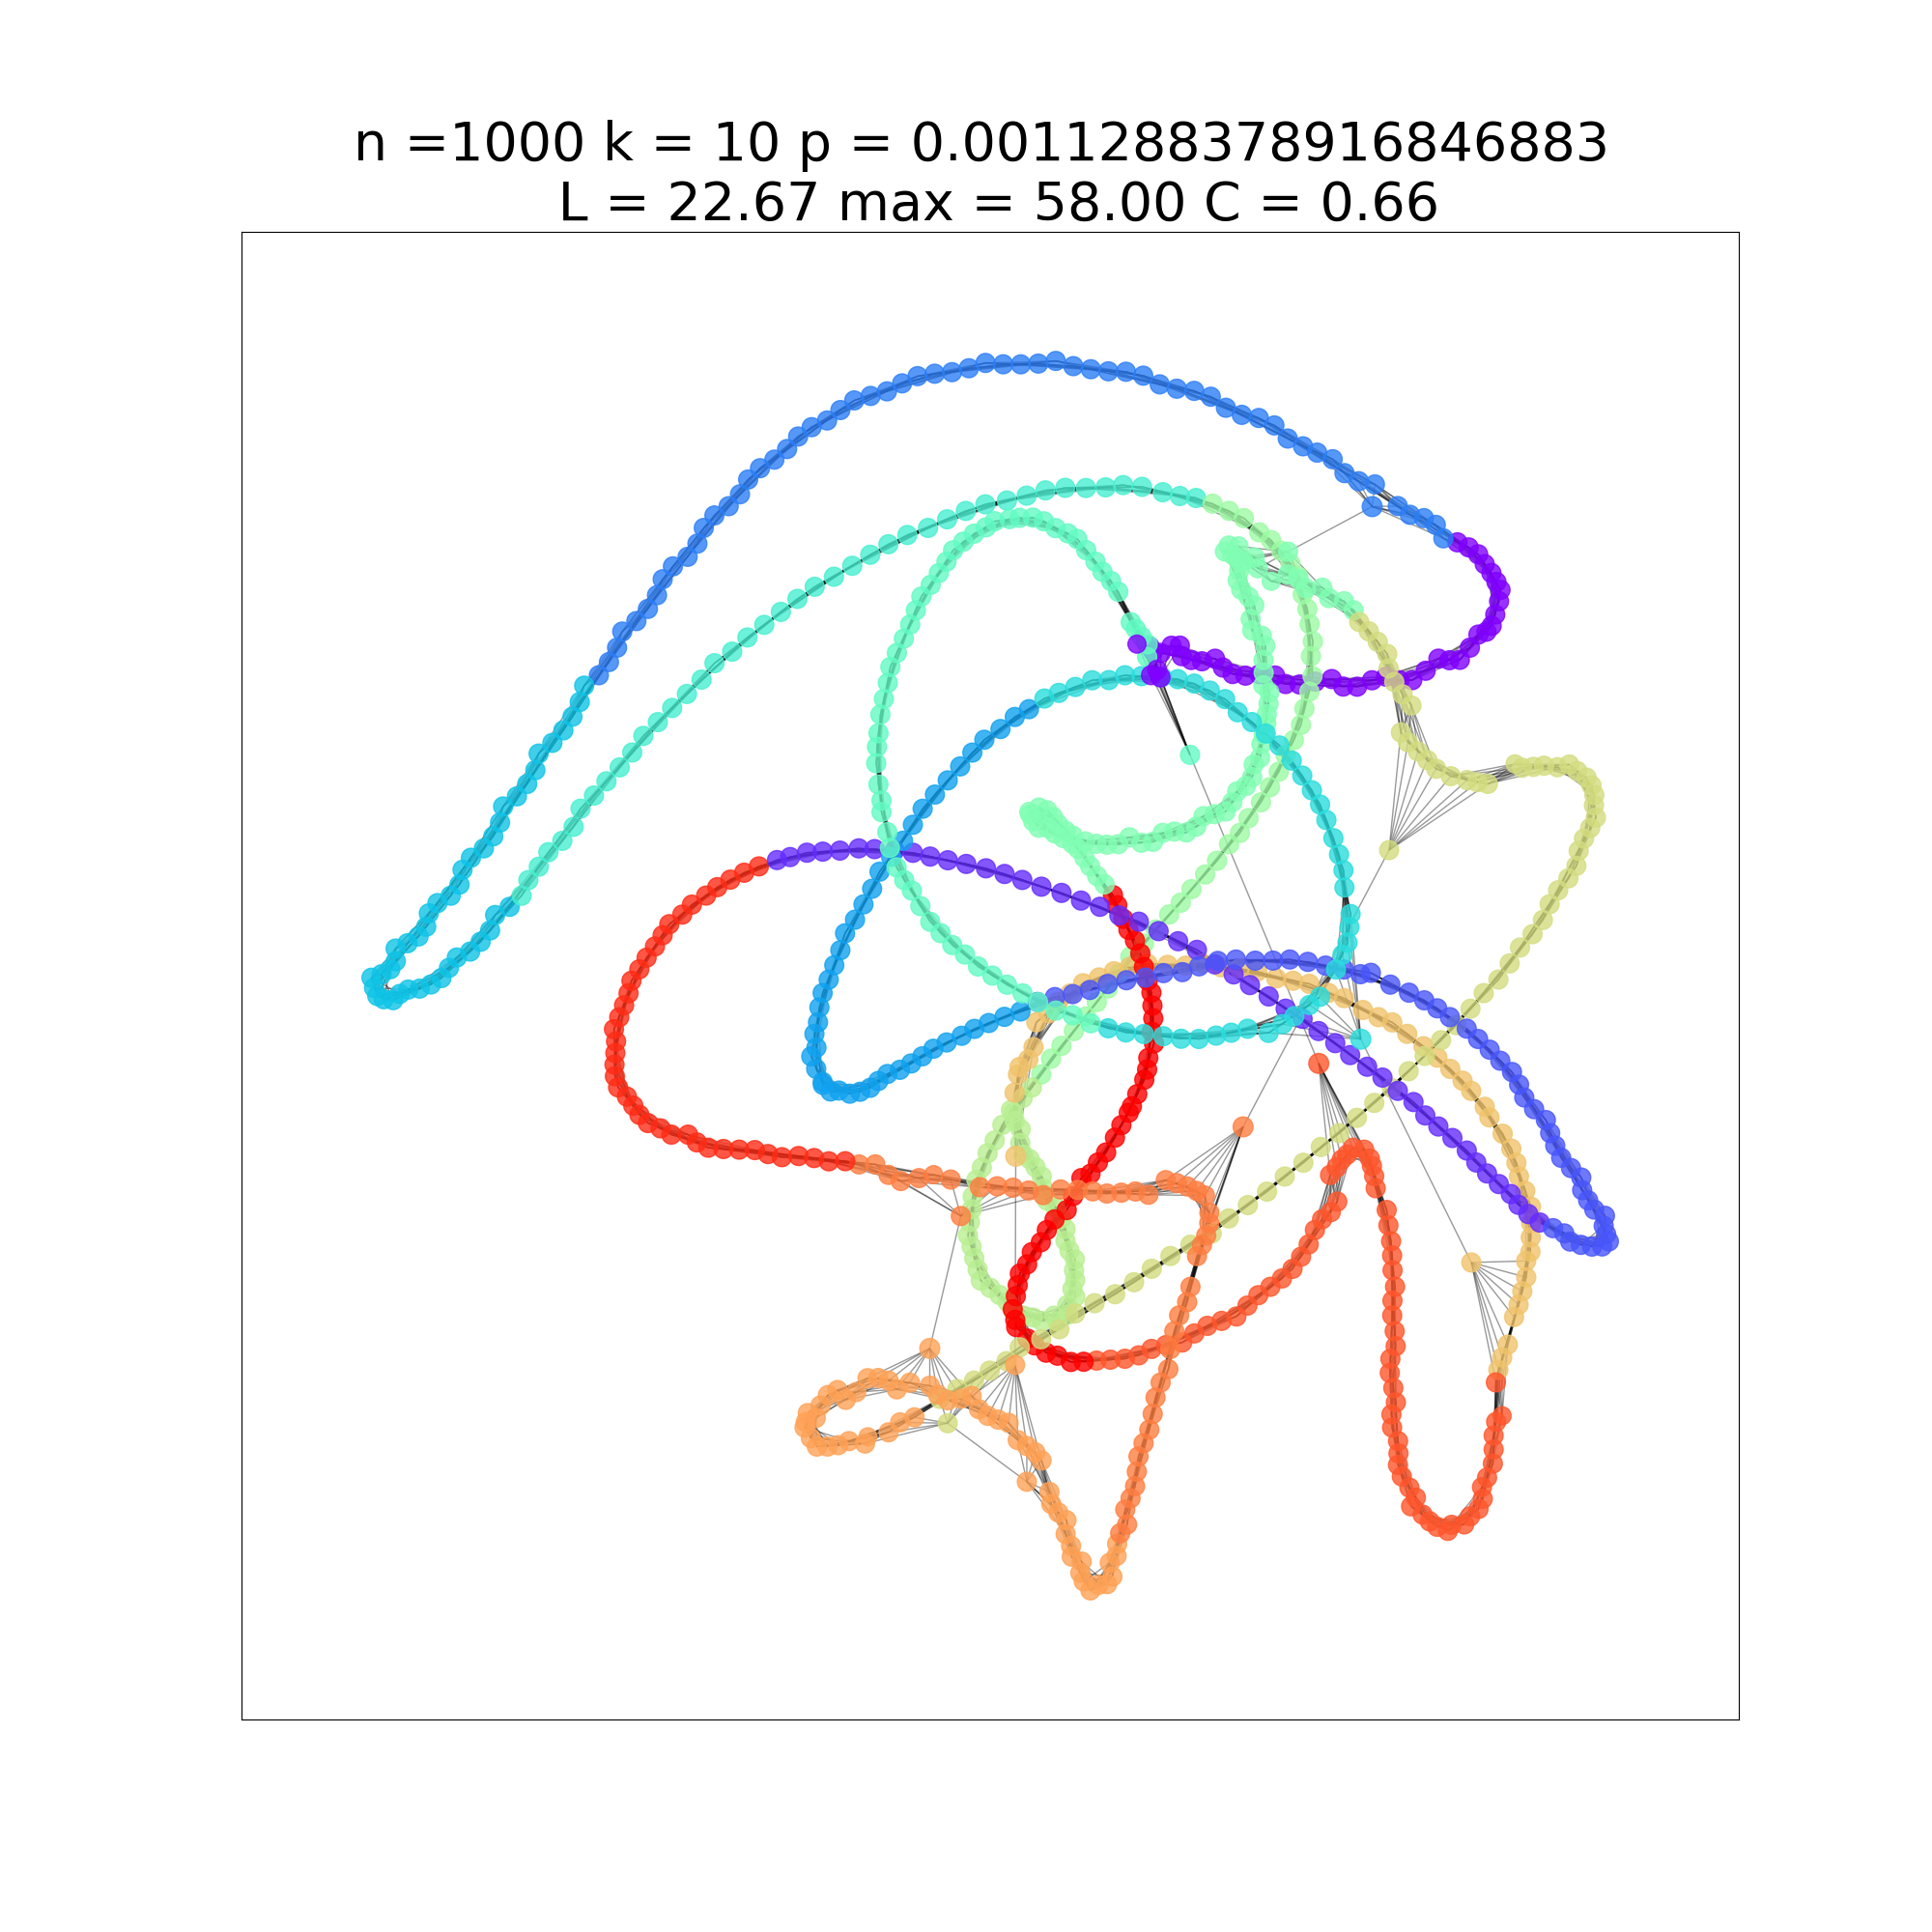 n =1000 k = 10 p = 0.0011288378916846883
L = 22.67 max = 58.00 C = 0.66